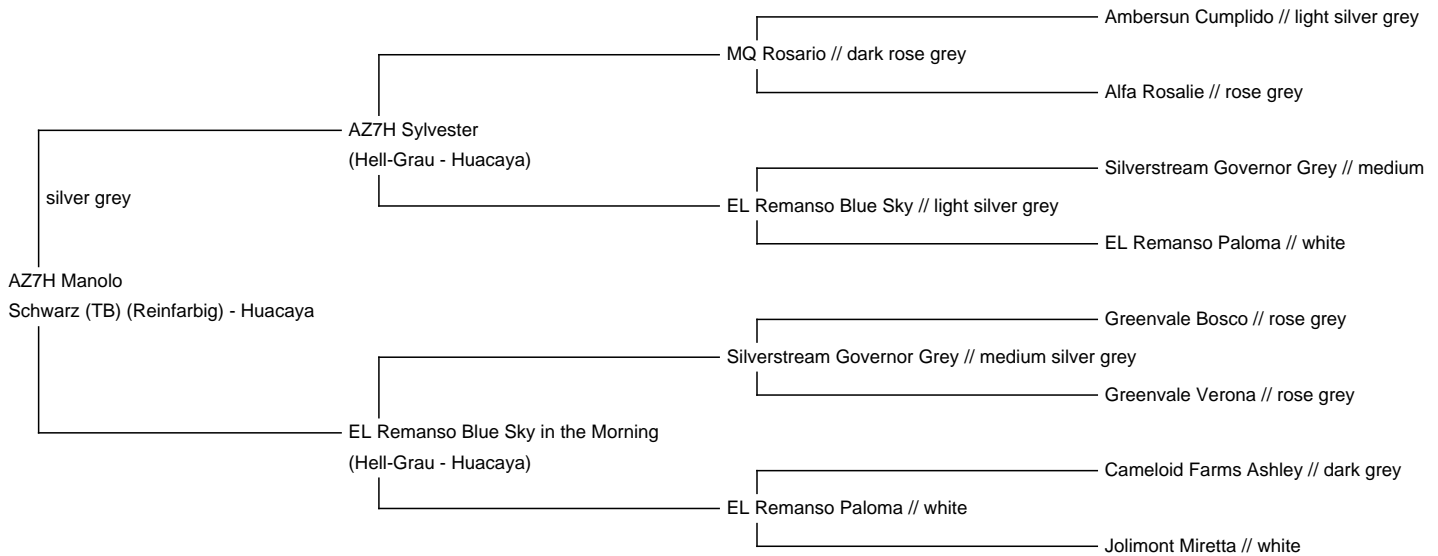 Ambersun Cumplido // light silver grey
MQ Rosario // dark rose grey
Alfa Rosalie // rose grey
AZ7H Sylvester
(Hell-Grau - Huacaya)
Silverstream Governor Grey // medium
silver grey
EL Remanso Blue Sky // light silver grey
EL Remanso Paloma // white
AZ7H Manolo
Schwarz (TB) (Reinfarbig) - Huacaya
Greenvale Bosco // rose grey
Silverstream Governor Grey // medium silver grey
Greenvale Verona // rose grey
EL Remanso Blue Sky in the Morning
(Hell-Grau - Huacaya)
Cameloid Farms Ashley // dark grey
EL Remanso Paloma // white
Jolimont Miretta // white